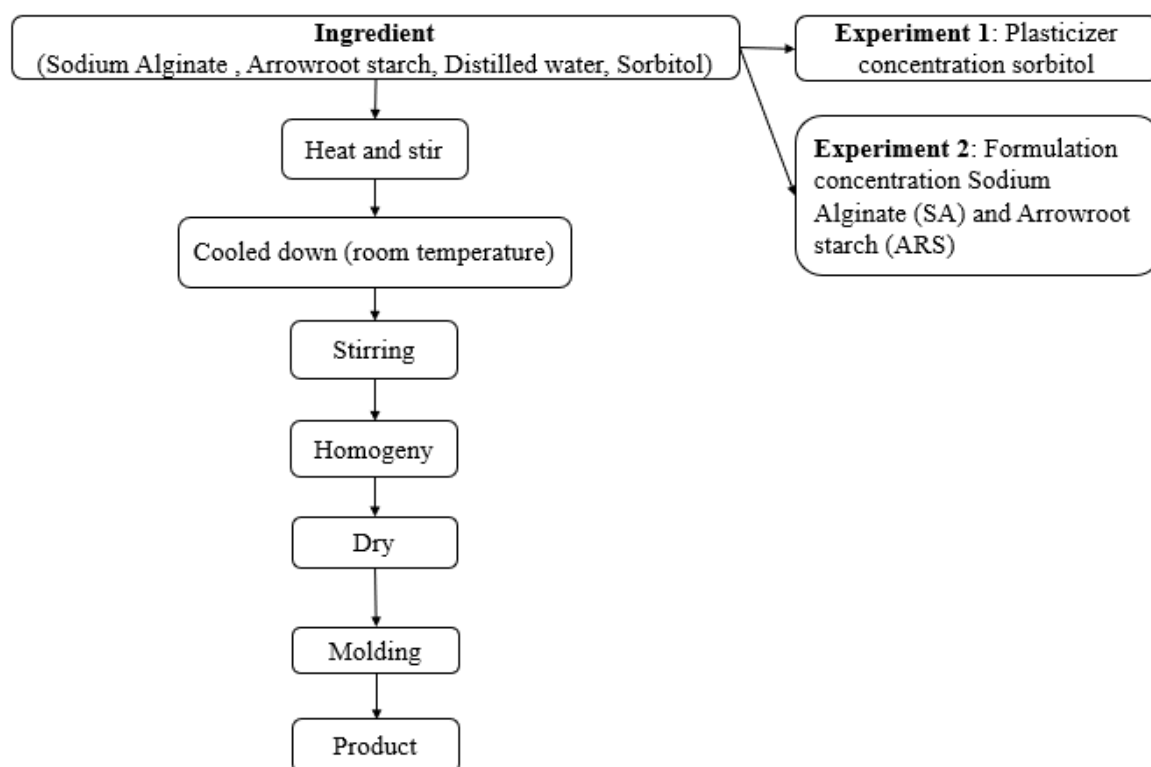 Ingredient
(Sodium Alginate , Arrowroot starch, Distilled water, Sorbitol)
Experiment 1: Plasticizer
concentration sorbitol
Heat and stir
Experiment 2: Formulation
concentration Sodium
Alginate (SA) and Arrowroot
starch (ARS)
Cooled down (room temperature)
Stirring
Homogeny
Dry
Molding
Product